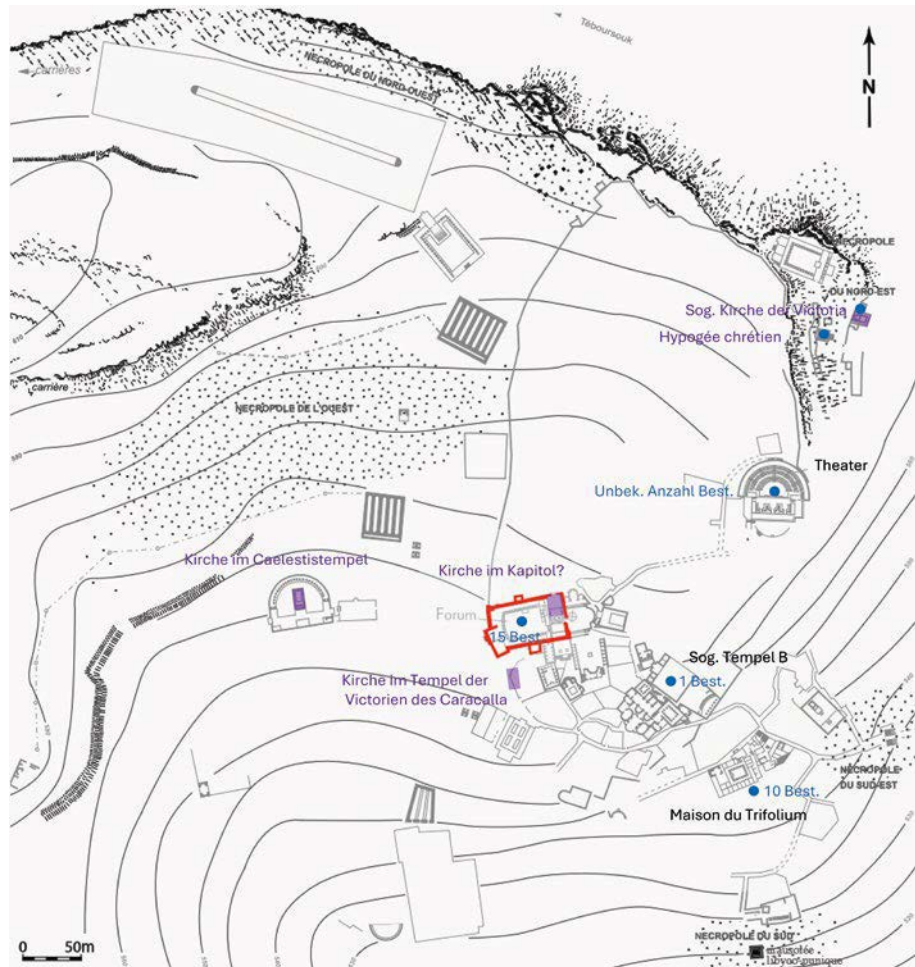 Téboursouk
carrières
NÉCROPOLE DU NORD-OUEST
N
NÉCROPOLE
DU NORD-EST
Sog. Kirche der Victoria
Hypogée chrétien
carrière
NÉCROPOLE DE L'OUEST
Theater
Unbek. Anzahl Best.
Kirche im Caelestistempel
Kirche im Kapitol?
Forum
15 Best.
Sog. Tempel B
1 Best.
Kirche im Tempel der
Victorien des Caracalla
NÉCROPOLE
DU SUD-EST
10 Best.
Maison du Trifolium
0 50m
NÉCROPOLE DU SUD
mausolée
libyco-punique